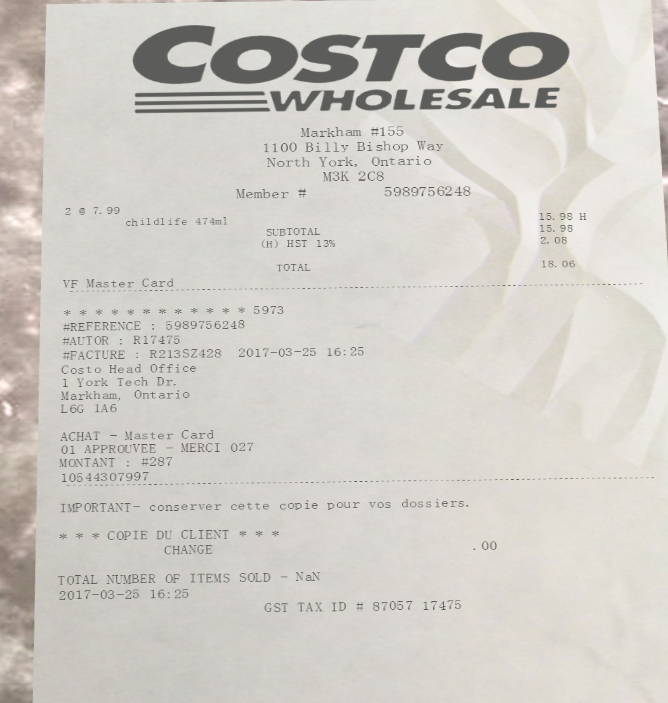 COSTCO
WHOLESALE
Markham #155
1100 Billy Bishop Way
North York, Ontario
M3K 2C8
Member # 5989756248
2 @ 7.99
childlife 474ml 15.98 H
SUBTOTAL 15.98
(H) HST 13% 2.08
TOTAL 18.06
VF Master Card
* * * * * * * * * * * * 5973
#REFERENCE : 5989756248
#AUTOR : R17475
#FACTURE : R213SZ428 2017-03-25 16:25
Costo Head Office
1 York Tech Dr.
Markham, Ontario
L6G 1A6
ACHAT - Master Card
01 APPROUVEE - MERCI 027
MONTANT : #287
10544307997
IMPORTANT- conserver cette copie pour vos dossiers.
* * * COPIE DU CLIENT * * *
CHANGE .00
TOTAL NUMBER OF ITEMS SOLD - NaN
2017-03-25 16:25
GST TAX ID # 87057 17475